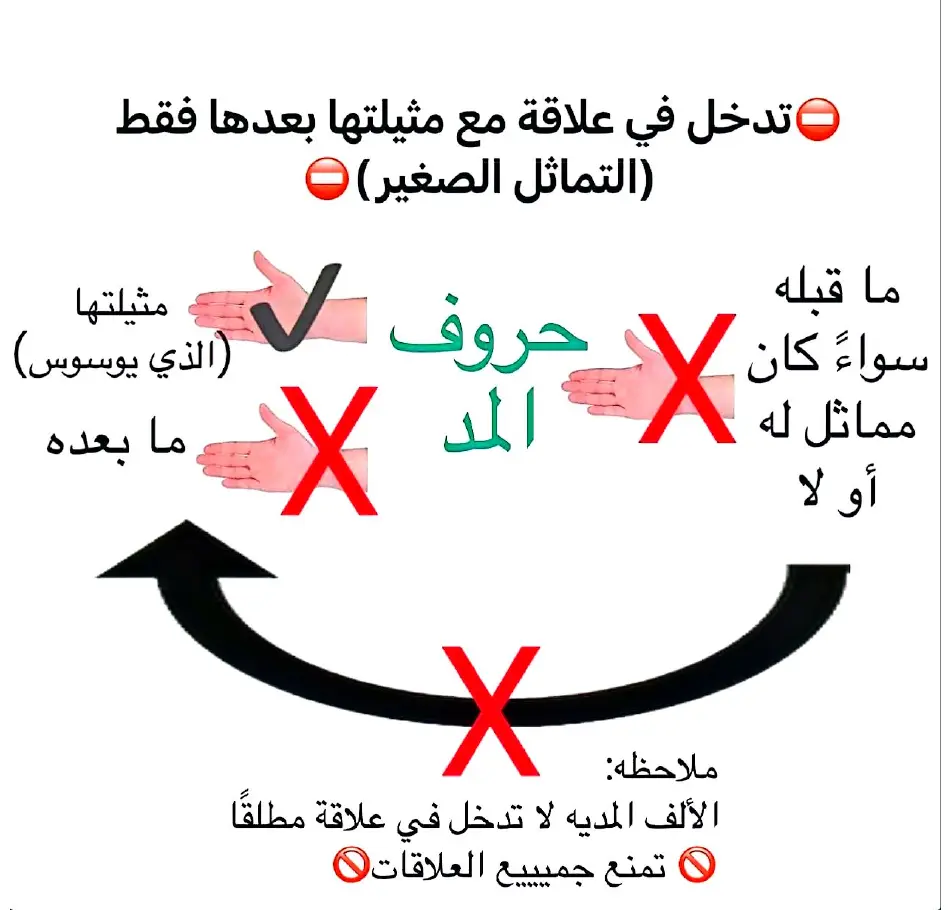 ⛔تدخل في علاقة مع مثيلتها بعدها فقط
(التماثل الصغير)⛔
ما قبله
سواءً كان
مماثل له
أو لا
حروف
المد
مثيلتها
(الذي يوسوس)
ما بعده
ملاحظه:
الألف المديه لا تدخل في علاقة مطلقًا
🚫 تمنع جميييع العلاقات🚫